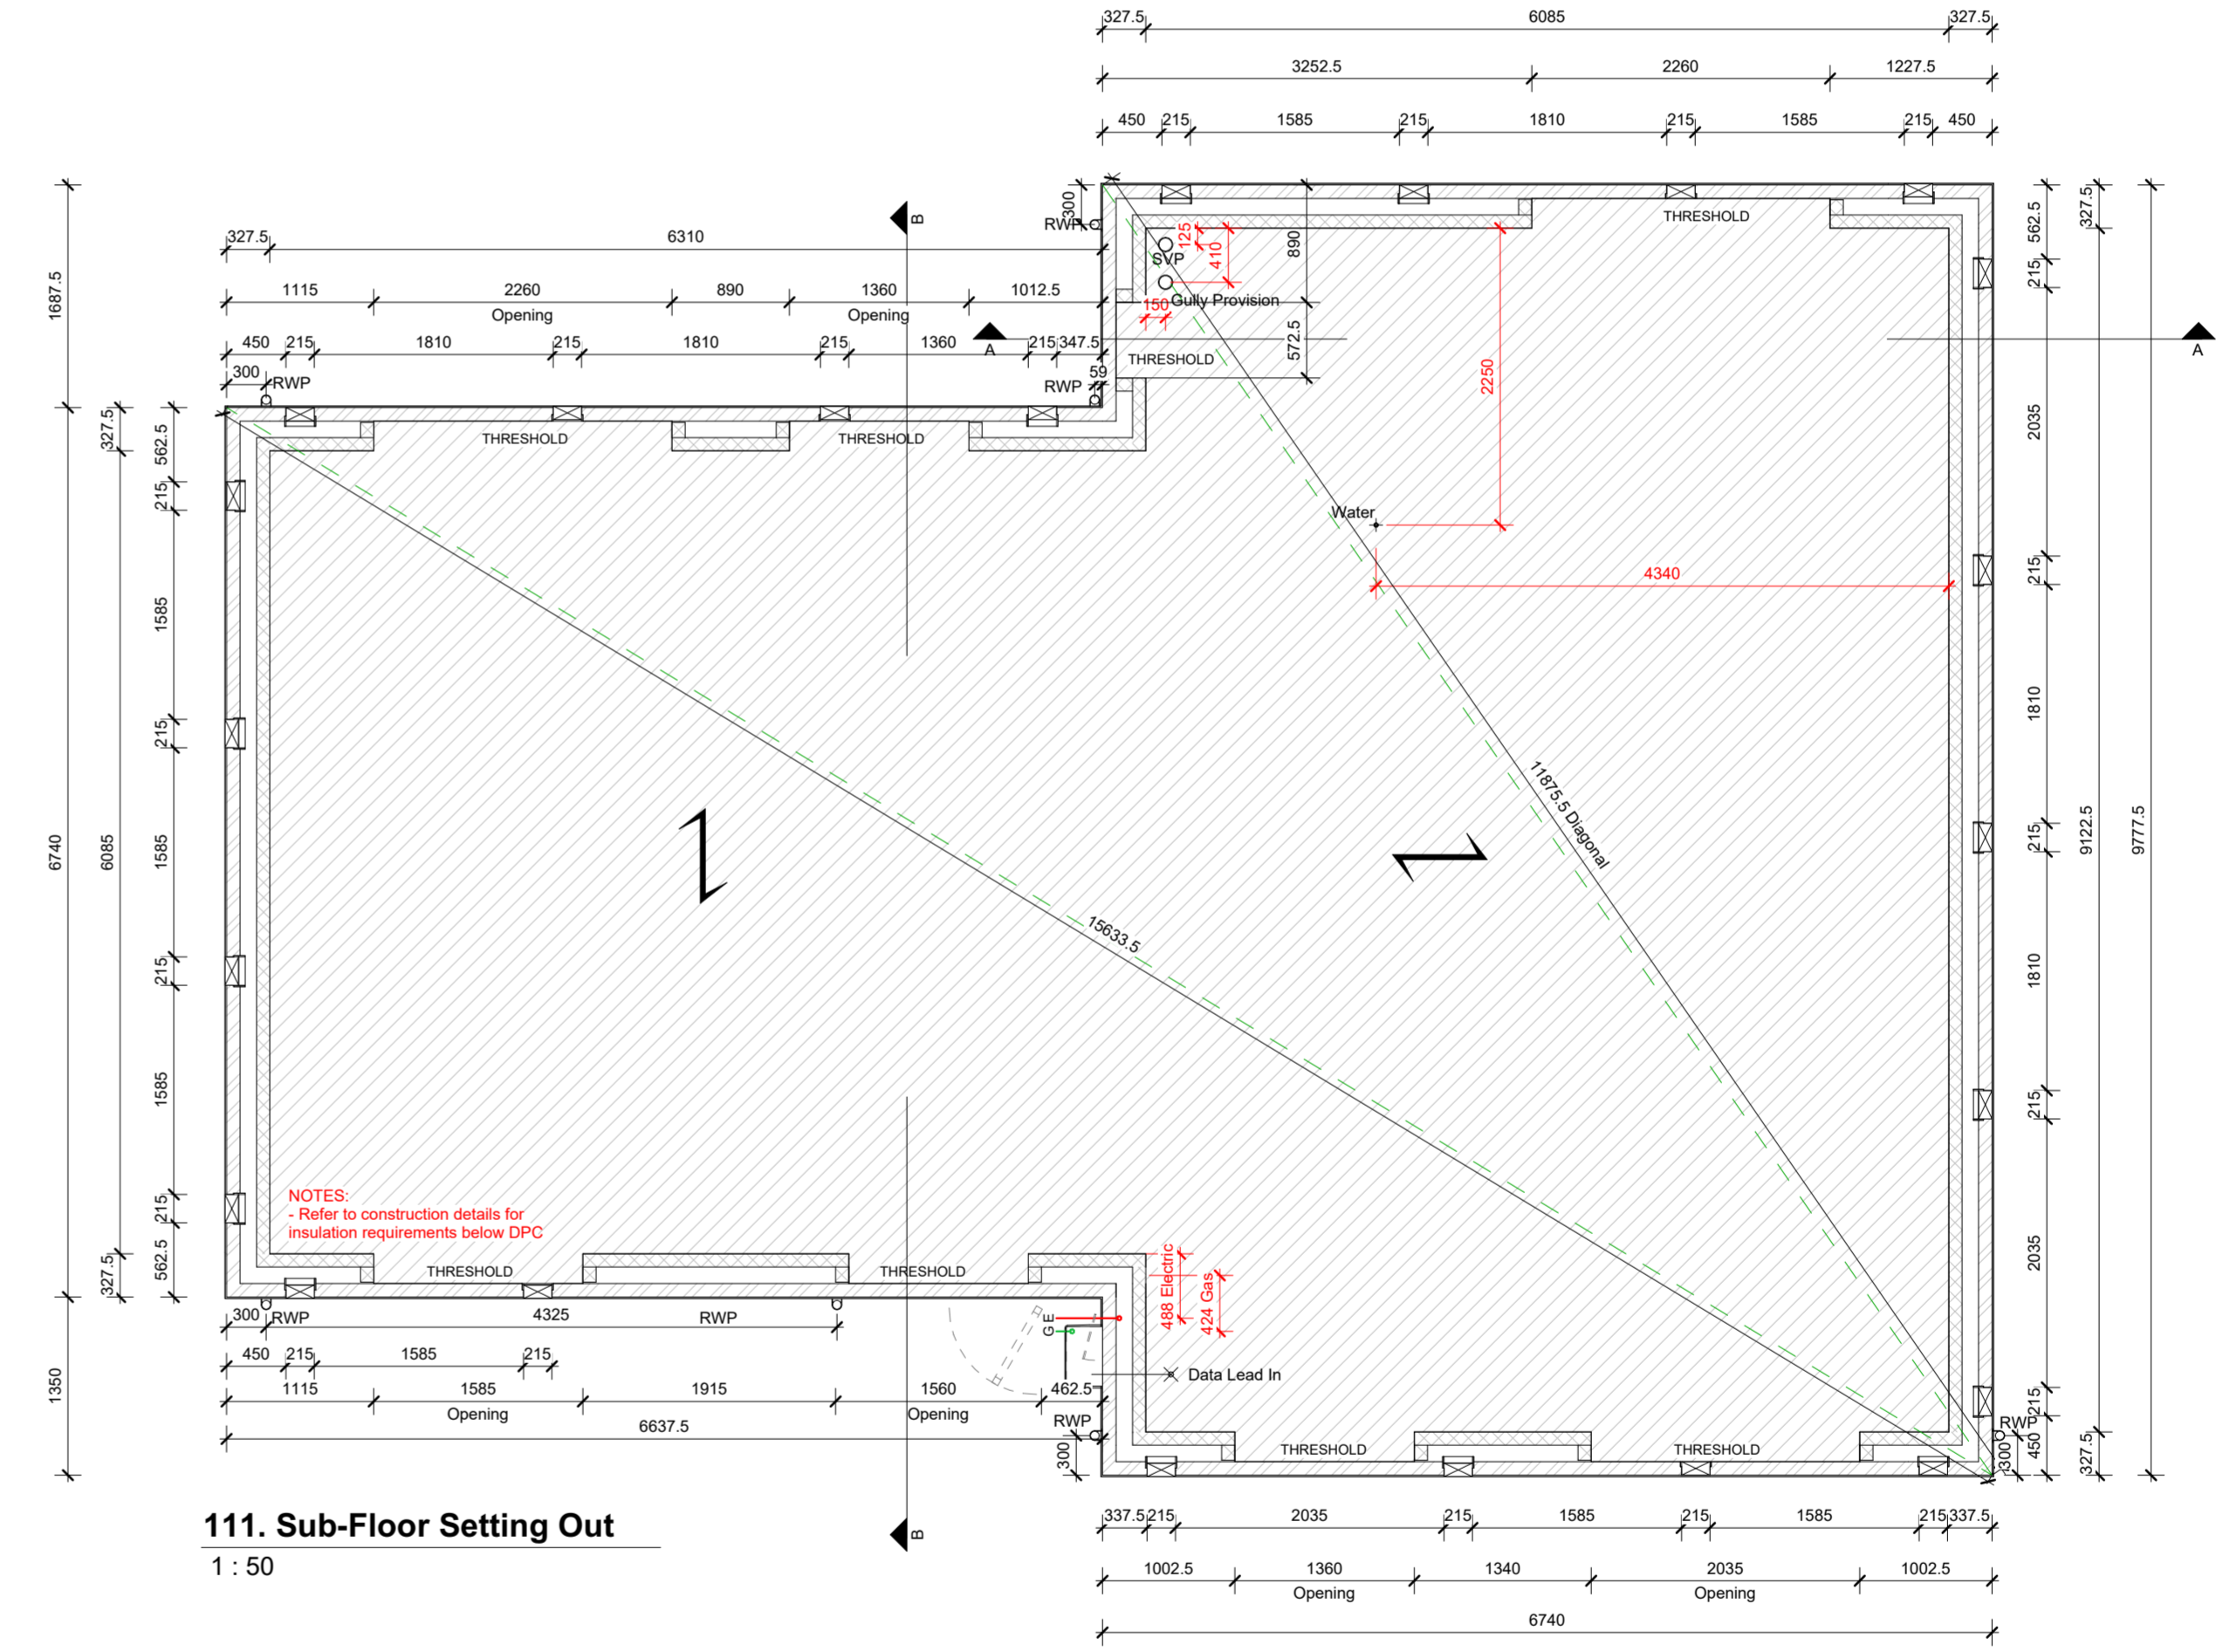 327.5 6085 327.5
3252.5 2260 1227.5
450 215 1585 215 1810 215 1585 215 450
B
300
RWP
THRESHOLD
562.5
327.5
327.5 6310
125
410
SVP
890
215
1115 2260 890 1360 1012.5
Opening Opening
150
Gully Provision
1687.5
450 215 1810 215 1810 215 1360 215 347.5
A
572.5
THRESHOLD
A
300 RWP
RWP 59
2250
2035
327.5
562.5
THRESHOLD THRESHOLD
215
Water
215
4340
1585
1810
215
11875.5 Diagonal
215
6740
6085
1585
9122.5
9777.5
15633.5
215
1810
1585
215
NOTES:
- Refer to construction details for
insulation requirements below DPC
215
562.5
327.5
THRESHOLD THRESHOLD
488 Electric
424 Gas
2035
300 RWP 4325 RWP
G E
450 215 1585 215
1350
1115 1585 1915 1560 462.5
Opening Opening
Data Lead In
215
6637.5
RWP
300
THRESHOLD THRESHOLD
RWP
300
450
327.5
111. Sub-Floor Setting Out
1 : 50
B
337.5 215 2035 215 1585 215 1585 215 337.5
1002.5 1360 1340 2035 1002.5
Opening Opening
6740